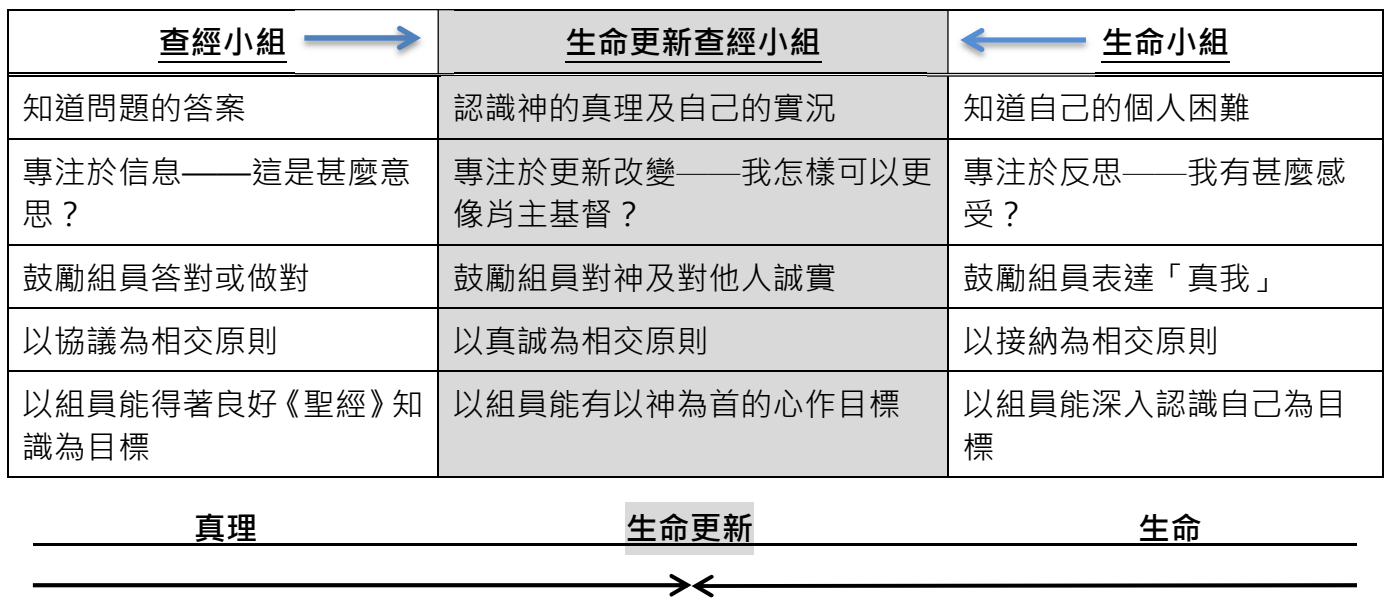 查經小組 生命更新查經小組 生命小組
知道問題的答案 認識神的真理及自己的實況 知道自己的個人困難
專注於信息——這是甚麼意
思？
專注於更新改變——我怎樣可以更
像肖主基督？
專注於反思——我有甚麼感
受？
鼓勵組員答對或做對 鼓勵組員對神及對他人誠實 鼓勵組員表達「真我」
以協議為相交原則 以真誠為相交原則 以接納為相交原則
以組員能得著良好《聖經》知
識為目標
以組員能有以神為首的心作目標
以組員能深入認識自己為目
標
真理 生命更新 生命